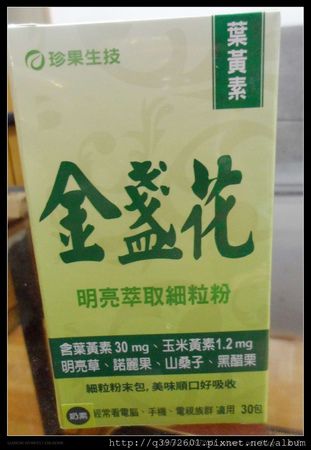 珍果生技
葉黃素
金盞花
明亮萃取細粒粉
含葉黃素30mg、玉米黃素1.2mg
明亮草、諾麗果、山桑子、黑醋栗
細粒粉末包,美味順口好吸收
奶素 經常看電腦、手機、電視族群 適用 30包
http://q3972601.pixnet.net/album